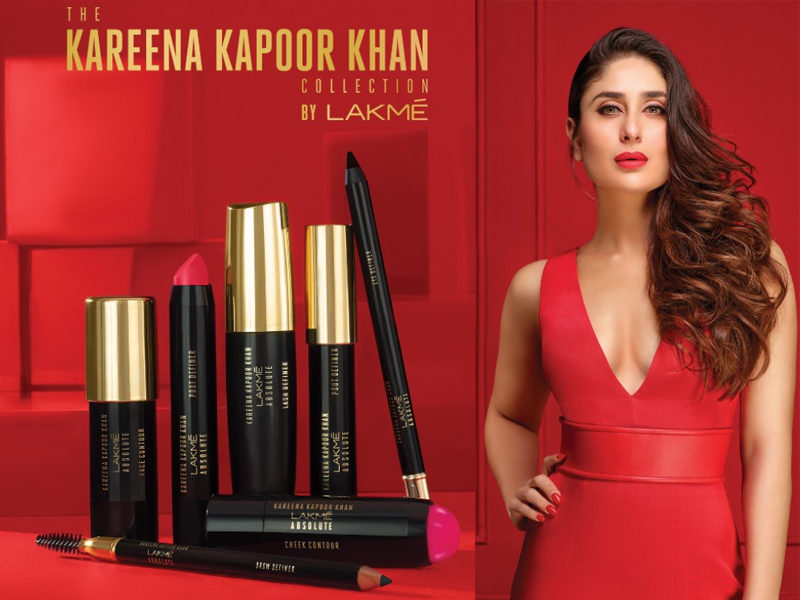 THE
KAREENA KAPOOR KHAN
COLLECTION
BY LAKMÉ
KAREENA KAPOOR KHAN
LAKMÉ
ABSOLUTE
FACE CONTOUR
KAREENA KAPOOR KHAN
LAKMÉ
ABSOLUTE
POUT DEFINER
KAREENA KAPOOR KHAN
LAKMÉ
ABSOLUTE
LASH DEFINER
KAREENA KAPOOR KHAN
LAKMÉ
ABSOLUTE
POUT DEFINER
EYE DEFINER
KAREENA KAPOOR KHAN
LAKMÉ
ABSOLUTE
CHEEK CONTOUR
LAKMÉ
ABSOLUTE
BROW DEFINER